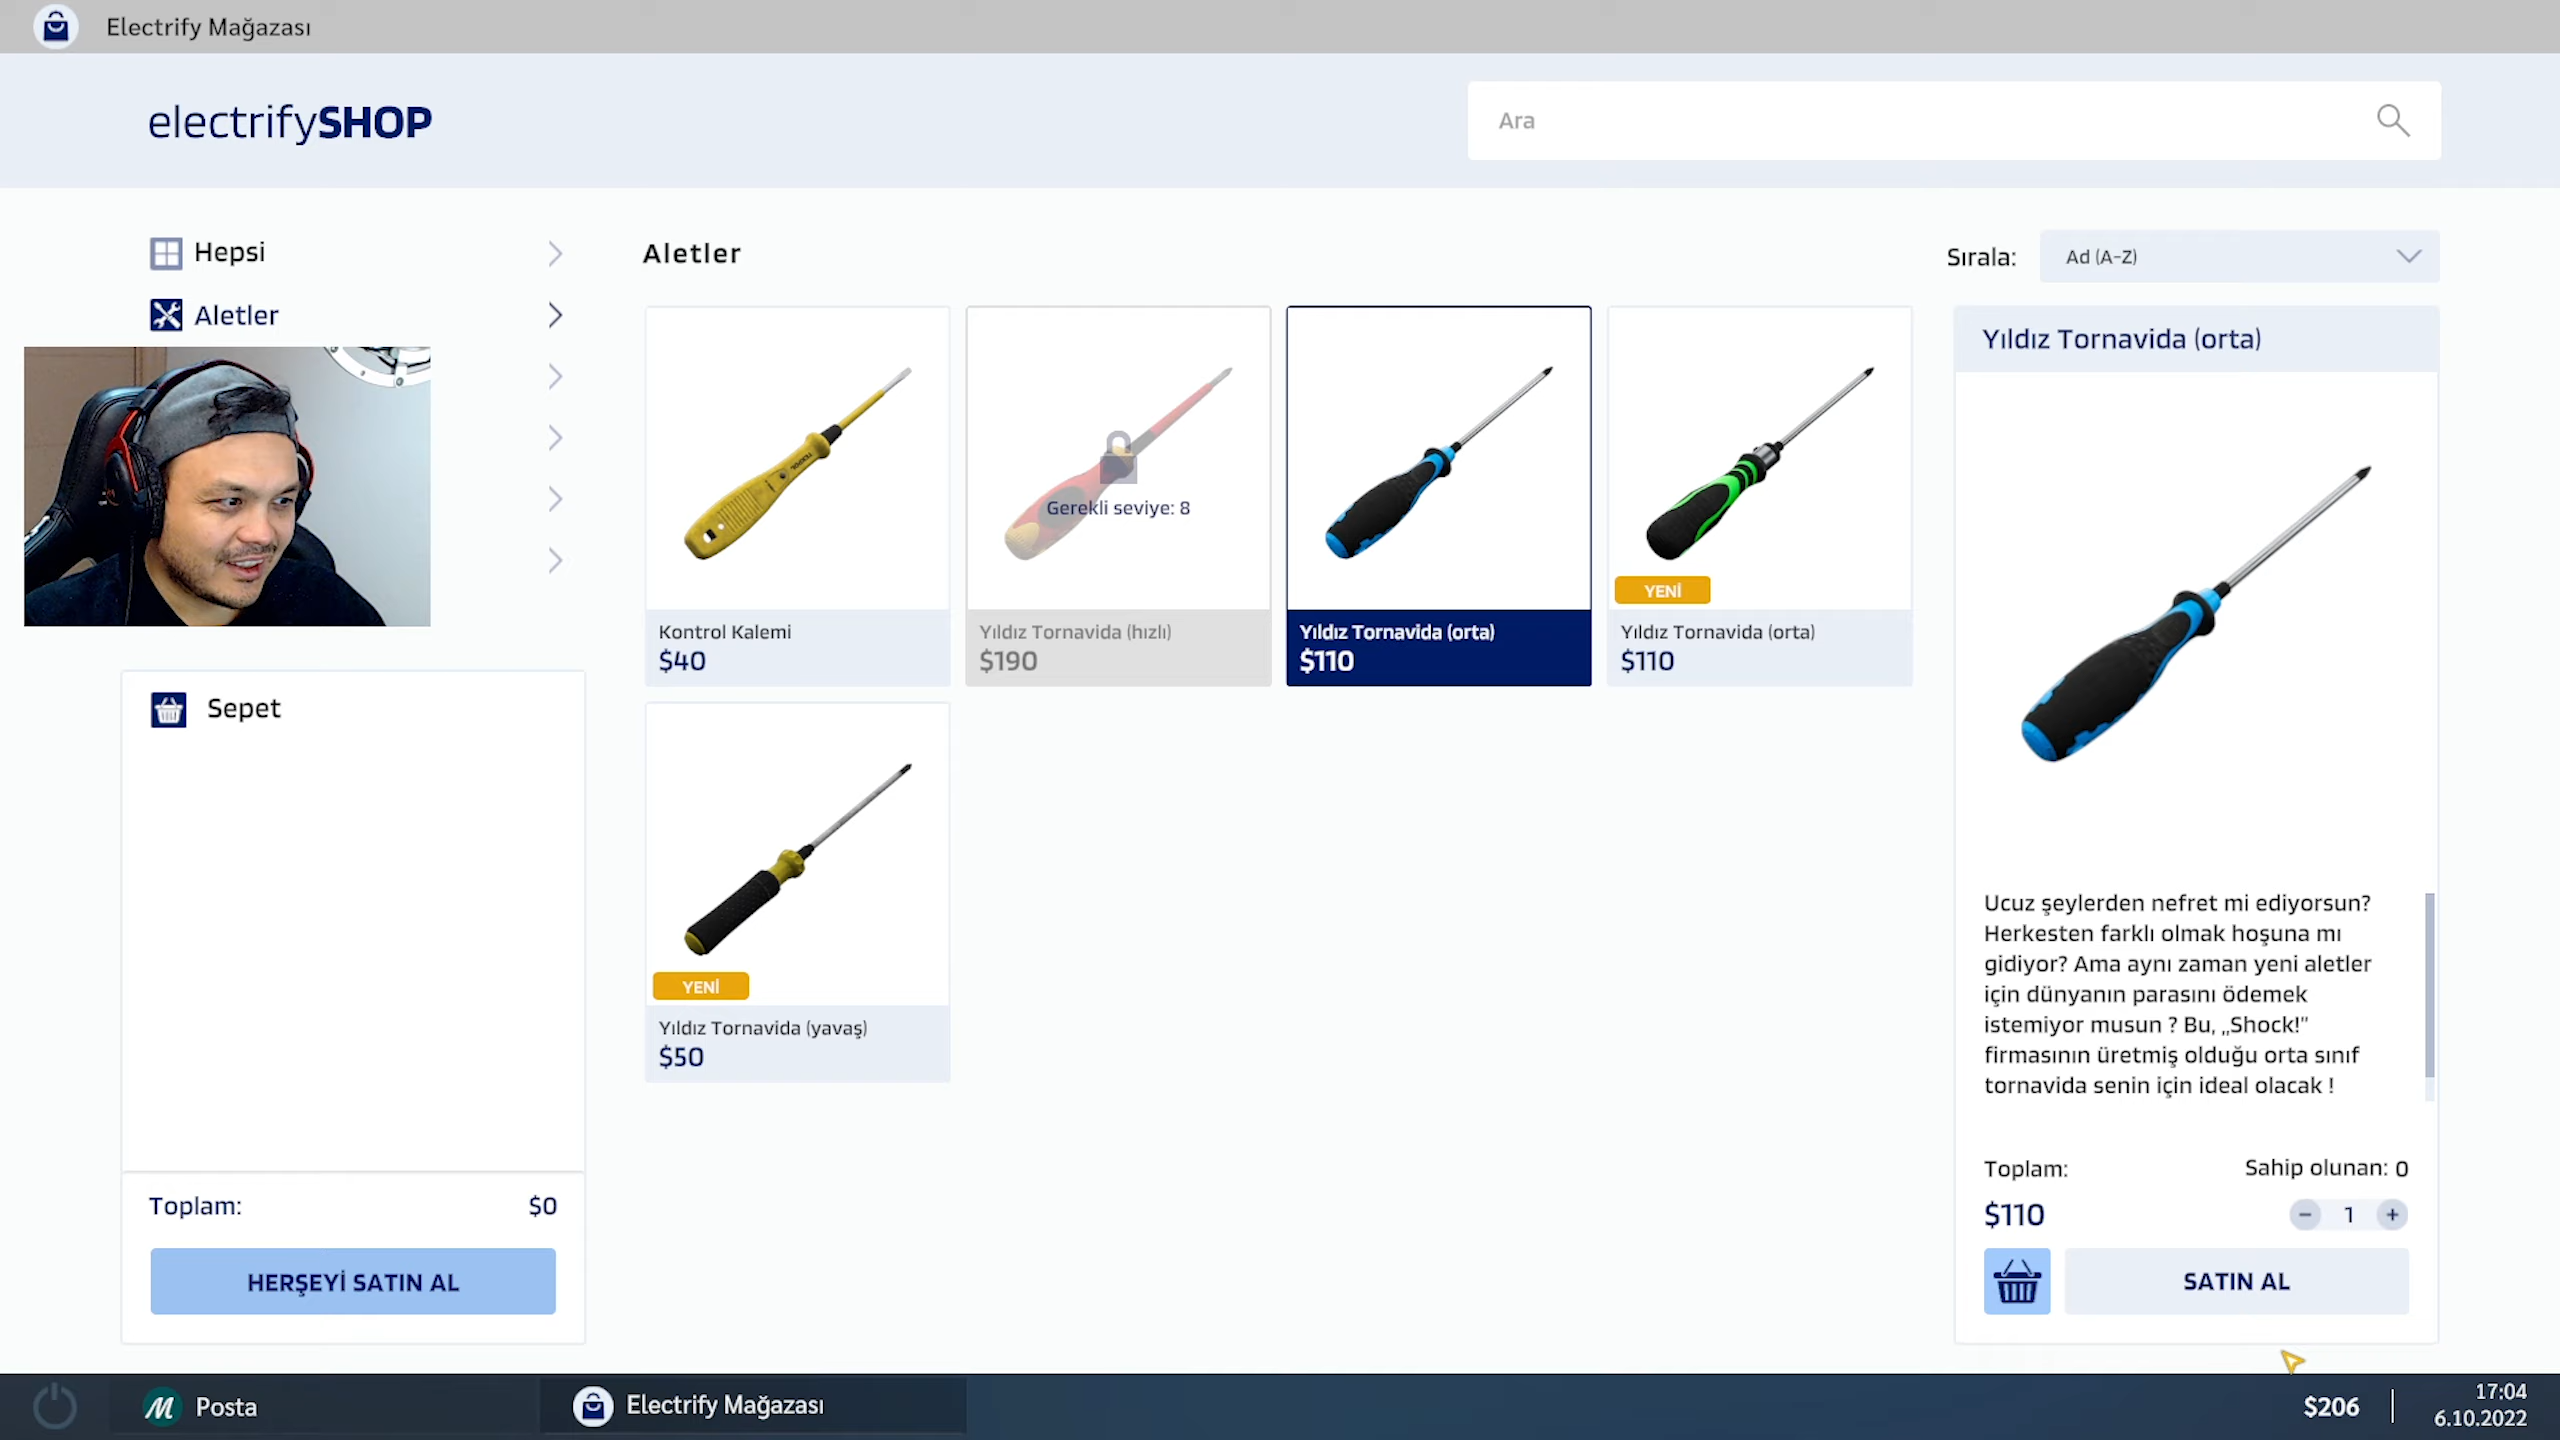 Electrify Mağazası
electrifySHOP
Ara
Hepsi
Aletler
Aletler
Sırala:
Ad (A-Z)
Kontrol Kalemi
$40
Gerekli seviye: 8
Yıldız Tornavida (hızlı)
$190
Yıldız Tornavida (orta)
$110
YENİ
Yıldız Tornavida (orta)
$110
YENİ
Yıldız Tornavida (yavaş)
$50
Sepet
Toplam:
$0
HERŞEYİ SATIN AL
Yıldız Tornavida (orta)
Ucuz şeylerden nefret mi ediyorsun?
Herkesten farklı olmak hoşuna mı
gidiyor? Ama aynı zaman yeni aletler
için dünyanın parasını ödemek
istemiyor musun ? Bu, „Shock!”
firmasının üretmiş olduğu orta sınıf
tornavida senin için ideal olacak !
Toplam:
Sahip olunan: 0
$110
− 1 +
SATIN AL
Posta
Electrify Mağazası
$206
17:04
6.10.2022